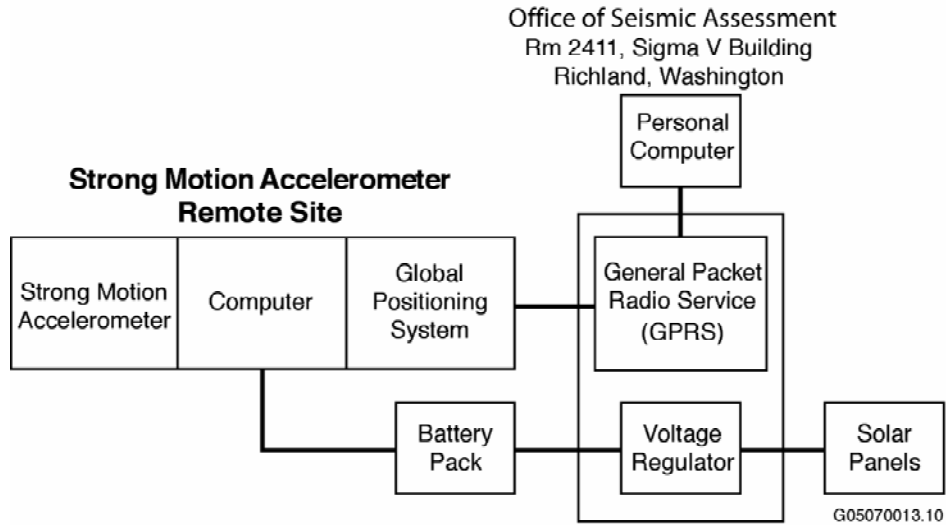 Office of Seismic Assessment
Rm 2411, Sigma V Building
Richland, Washington
Personal
Computer
Strong Motion Accelerometer
Remote Site
Strong Motion
Accelerometer
Computer
Global
Positioning
System
General Packet
Radio Service
(GPRS)
Battery
Pack
Voltage
Regulator
Solar
Panels
G05070013.10